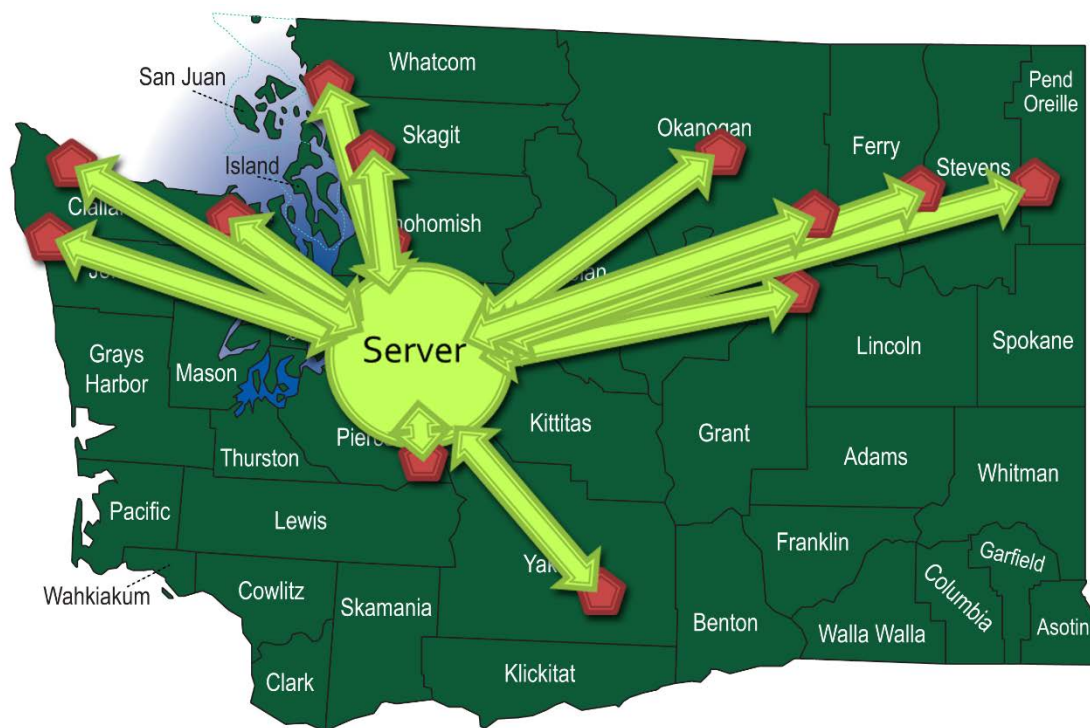 Whatcom
San Juan
Pend
Oreille
Skagit
Okanogan
Ferry
Stevens
Island
Server
Lincoln
Spokane
Grays
Harbor
Mason
Kittitas
Grant
Thurston
Adams
Whitman
Pacific
Lewis
Franklin
Garfield
Wahkiakum
Cowlitz
Skamania
Columbia
Benton
Walla Walla
Asotin
Klickitat
Clark